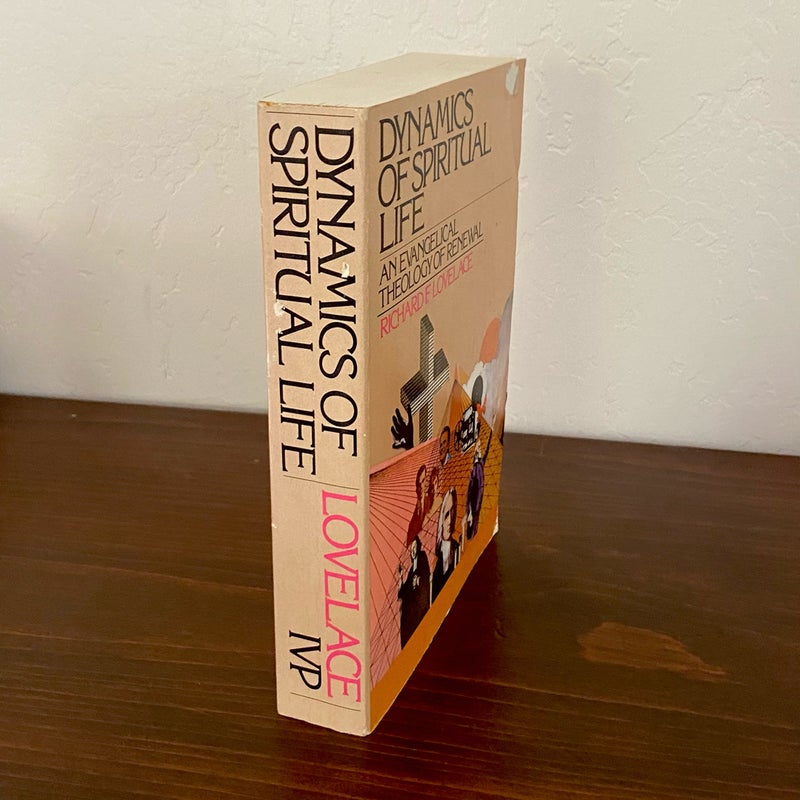 DYNAMICS OF
SPIRITUAL LIFE
LOVELACE
IVP
DYNAMICS
OF SPIRITUAL
LIFE
AN EVANGELICAL
THEOLOGY OF RENEWAL
RICHARD F. LOVELACE